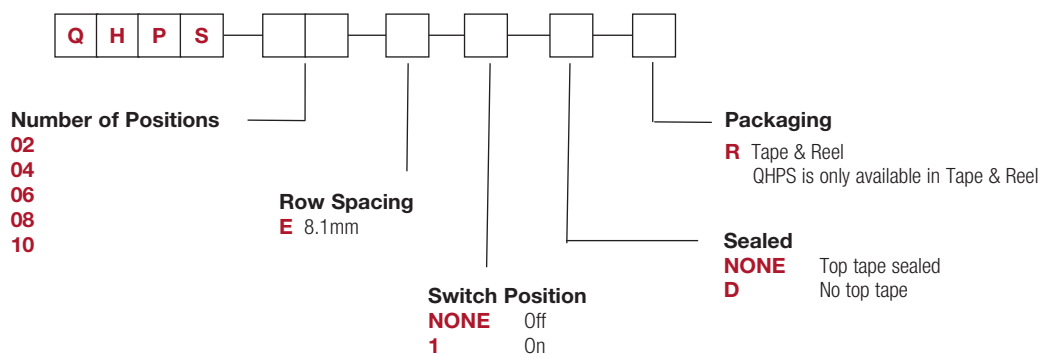 Q H P S
Number of Positions
02
04
06
08
10
Row Spacing
E 8.1mm
Switch Position
NONE Off
1 On
Sealed
NONE Top tape sealed
D No top tape
Packaging
R Tape & Reel
QHPS is only available in Tape & Reel